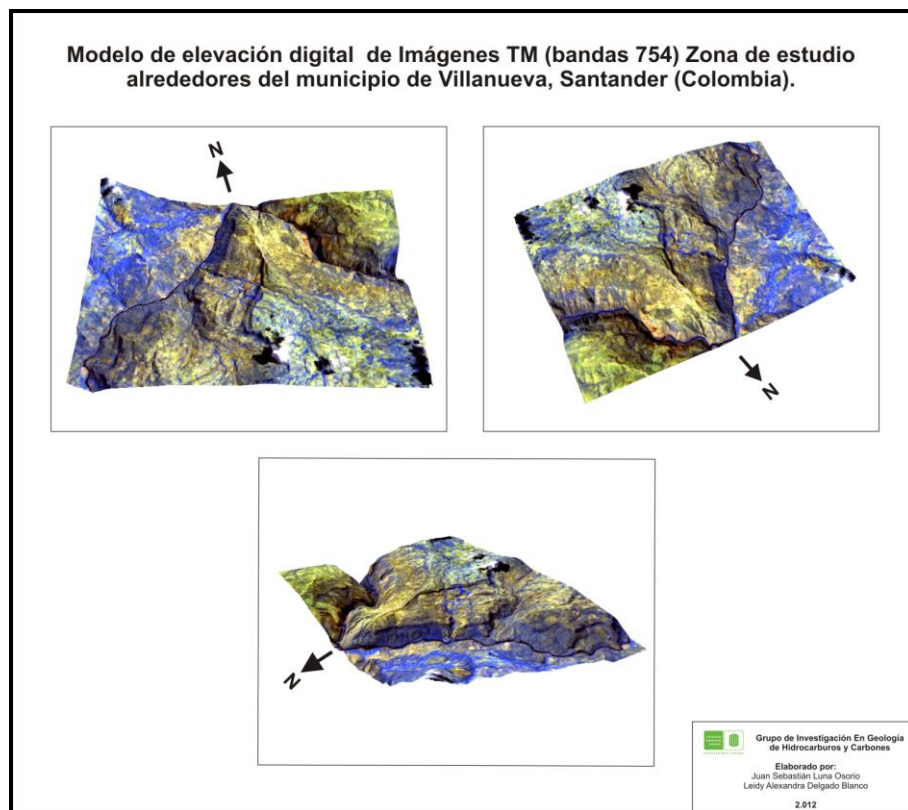 Modelo de elevación digital de Imágenes TM (bandas 754) Zona de estudio
alrededores del municipio de Villanueva, Santander (Colombia).
N
N
N
Grupo de Investigación En Geología
de Hidrocarburos y Carbones
Elaborado por:
Juan Sebastián Luna Osorio
Leidy Alexandra Delgado Blanco
2.012